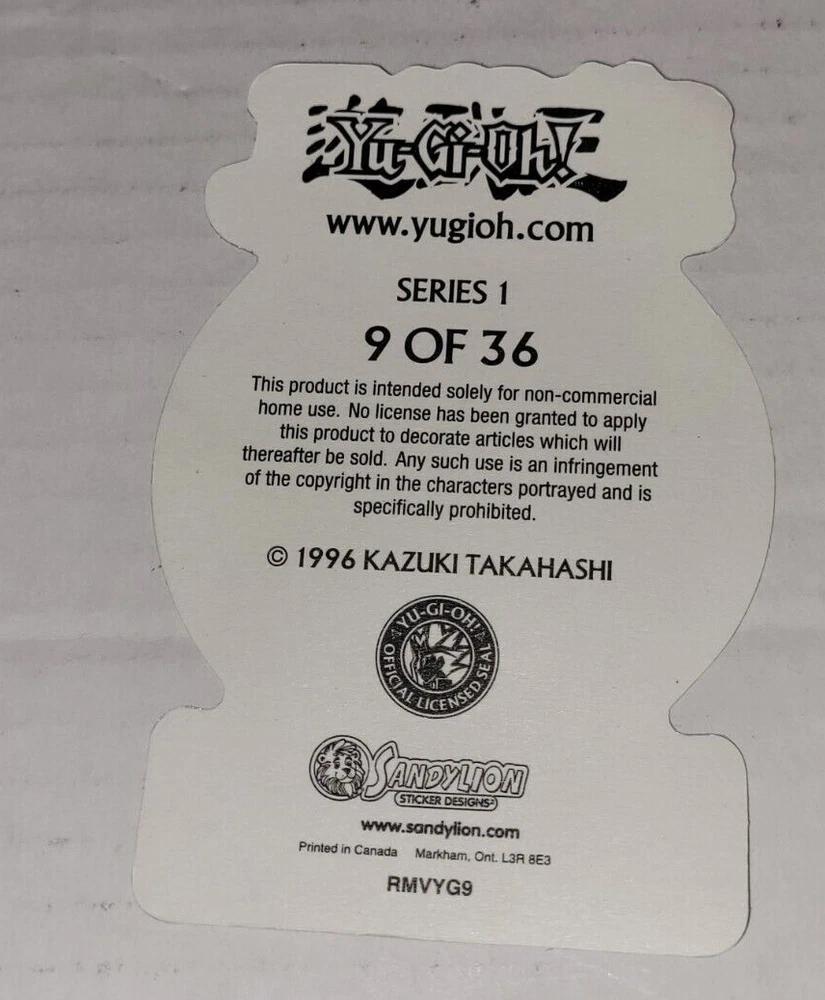 Yu-Gi-Oh!
www.yugioh.com
SERIES 1
9 OF 36
This product is intended solely for non-commercial
home use. No license has been granted to apply
this product to decorate articles which will
thereafter be sold. Any such use is an infringement
of the copyright in the characters portrayed and is
specifically prohibited.
© 1996 KAZUKI TAKAHASHI
YU-GI-OH!
OFFICIAL LICENSED SEAL
SANDYLION
STICKER DESIGNS
www.sandylion.com
Printed in Canada Markham, Ont. L3R 8E3
RMVYG9